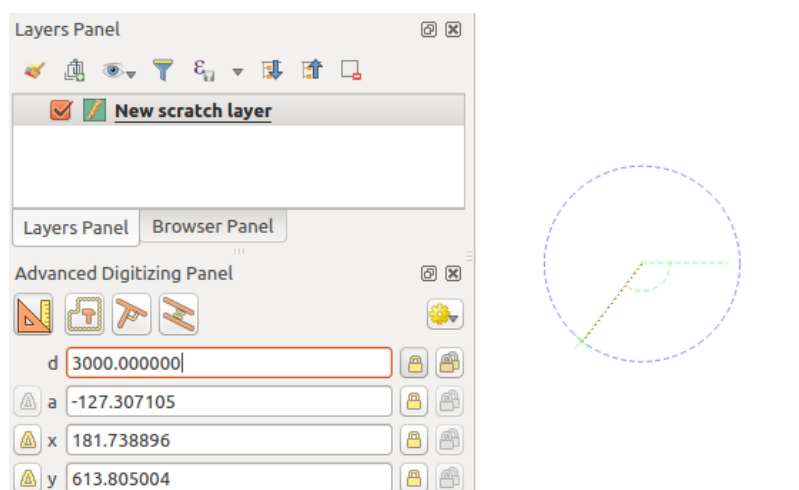 Layers Panel
New scratch layer
Layers Panel Browser Panel
Advanced Digitizing Panel
d 3000.000000
a -127.307105
x 181.738896
y 613.805004